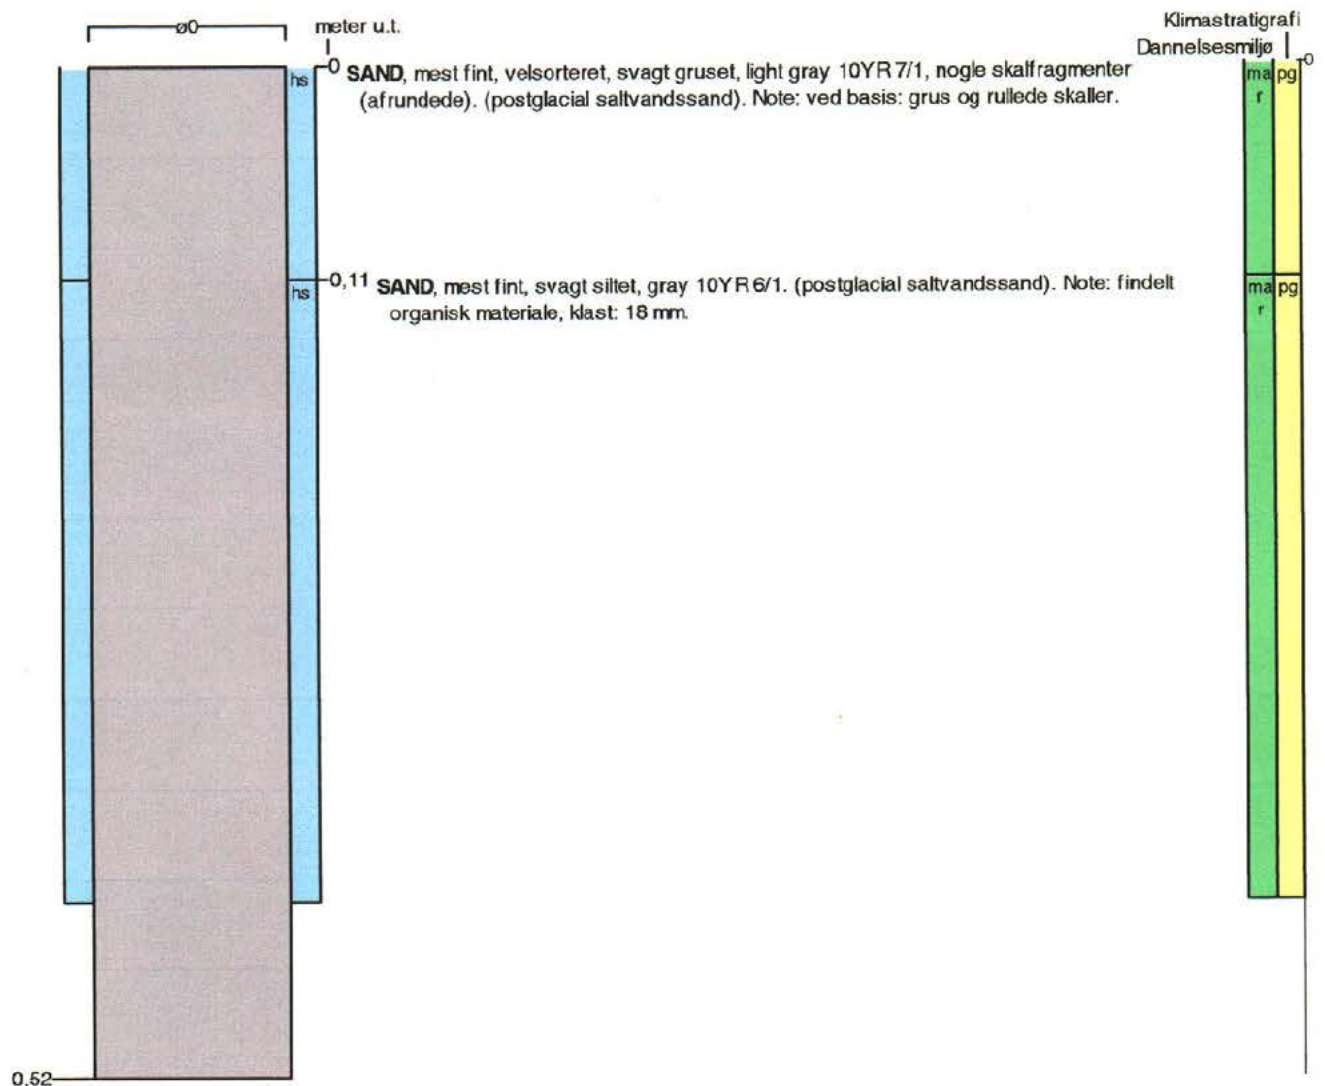 ø0 meter u.t. Klimastratigrafi
Dannelsesmiljø
hs 0 SAND, mest fint, velsorteret, svagt gruset, light gray 10YR 7/1, nogle skalfragmenter ma pg 0
(afrundede). (postglacial saltvandssand). Note: ved basis: grus og rullede skaller. r
hs 0,11 SAND, mest fint, svagt siltet, gray 10YR 6/1. (postglacial saltvandssand). Note: findelt ma pg
organisk materiale, klast: 18 mm. r
0,52